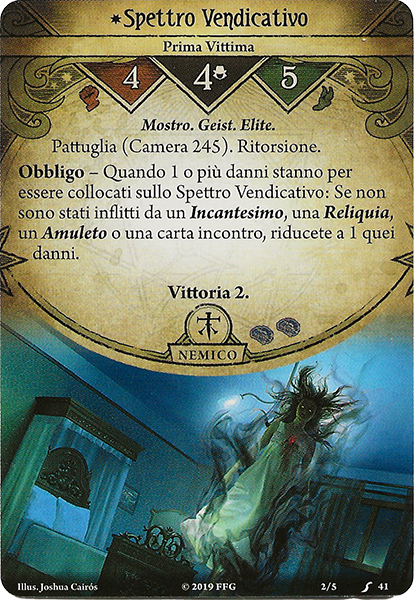 *Spettro Vendicativo
Prima Vittima
4 4 5
Mostro. Geist. Elite.
Pattuglia (Camera 245). Ritorsione.
Obbligo – Quando 1 o più danni stanno per
essere collocati sullo Spettro Vendicativo: Se non
sono stati inflitti da un Incantesimo, una Reliquia,
un Amuleto o una carta incontro, riducete a 1 quei
danni.
Vittoria 2.
NEMICO
Illus. Joshua Cairós © 2019 FFG 2/5 41